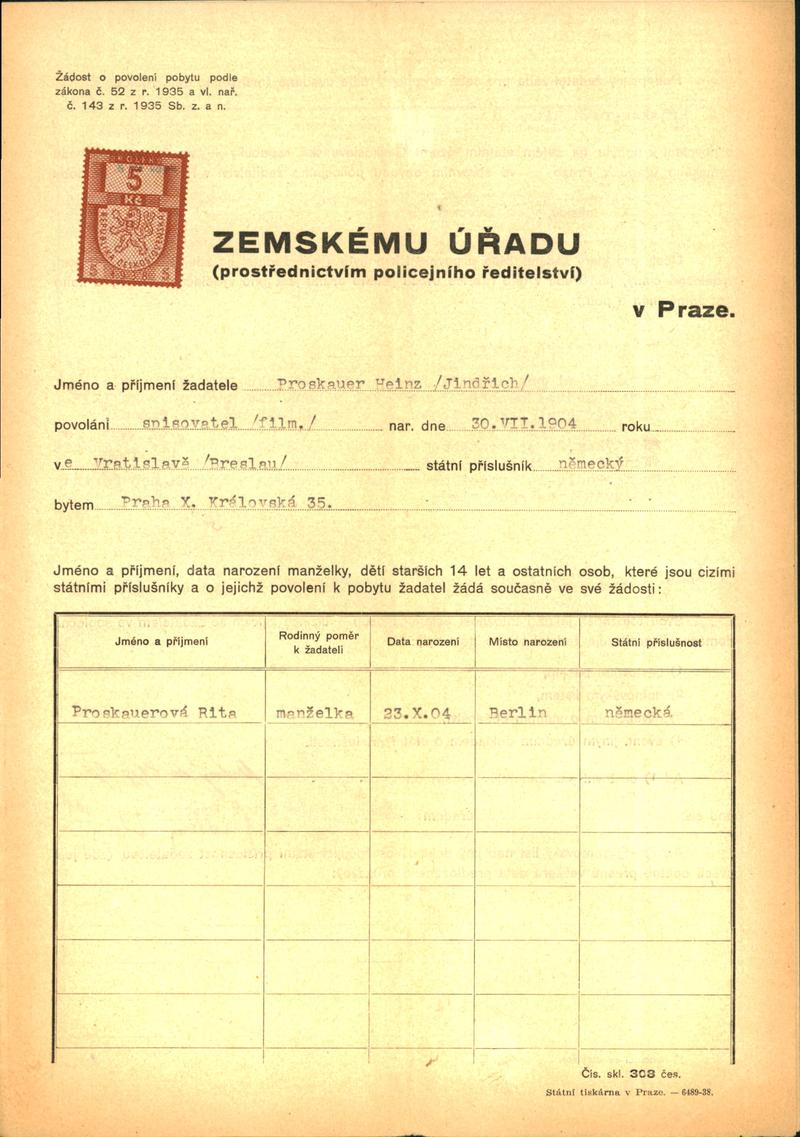 Žádost o povolení pobytu podle
zákona č. 52 z r. 1935 a vl. nař.
č. 143 z r. 1935 Sb. z. a n.
KOLEK
5
Kč
ZEMSKÉMU ÚŘADU
(prostřednictvím policejního ředitelství)
v Praze.
Jméno a příjmení žadatele Proskauer Heinz /Jindřich/
povolání spisovatel /film./ nar. dne 30.VII.1904 roku
ve Vratislavě /Breslau/ státní příslušník německý
bytem Praha X. Královská 35.
Jméno a příjmení, data narození manželky, dětí starších 14 let a ostatních osob, které jsou cizími
státními příslušníky a o jejichž povolení k pobytu žadatel žádá současně ve své žádosti:
Jméno a příjmení Rodinný poměr k žadateli Data narození Místo narození Státní příslušnost
Proskauerová Rita manželka 23.X.04 Berlin německá
Čís. skl. 308 čes.
Státní tiskárna v Praze. — 6489-38.